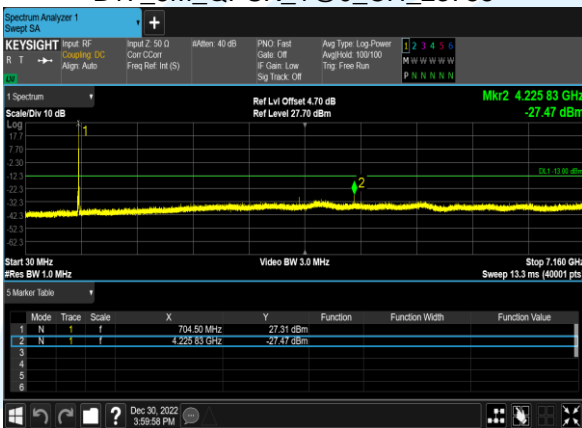 Spectrum Analyzer 1
Swept SA
+
KEYSIGHT
R T
LV
Input: RF
Coupling: DC
Align: Auto
Input Z: 50 Ω
Corr CCorr
Freq Ref: Int (S)
#Atten: 40 dB
PNO: Fast
Gate: Off
IF Gain: Low
Sig Track: Off
Avg Type: Log-Power
Avg|Hold: 100/100
Trig: Free Run
1 2 3 4 5 6
M W W W W W
P N N N N N
1 Spectrum
Scale/Div 10 dB
Ref Lvl Offset 4.70 dB
Ref Level 27.70 dBm
Mkr2 4.225 83 GHz
-27.47 dBm
Log
17.7
7.70
-2.30
-12.3
-22.3
-32.3
-42.3
-52.3
-62.3
1
2
DL1 -13.00 dBm
Start 30 MHz
#Res BW 1.0 MHz
Video BW 3.0 MHz
Stop 7.160 GHz
Sweep 13.3 ms (40001 pts)
5 Marker Table
Mode Trace Scale X Y Function Function Width Function Value
1 N 1 f 704.50 MHz 27.31 dBm
2 N 1 f 4.225 83 GHz -27.47 dBm
3
4
5
6
?
Dec 30, 2022
3:59:58 PM